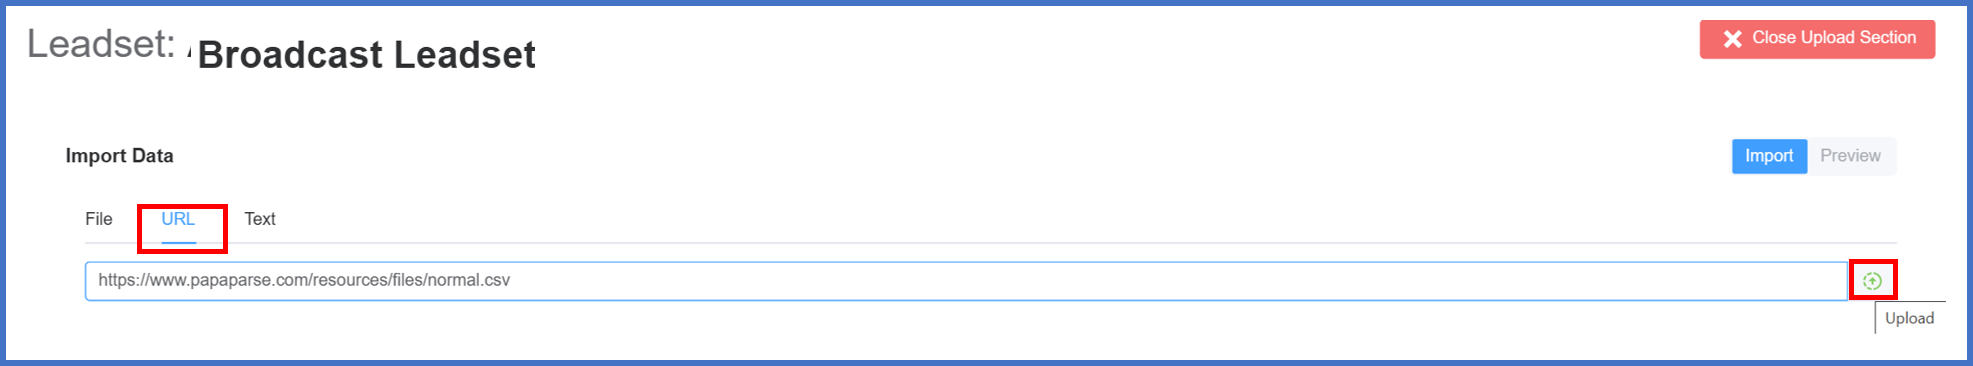 Leadset: Broadcast Leadset
Close Upload Section
Import Data
Import Preview
File URL Text
https://www.papaparse.com/resources/files/normal.csv
Upload